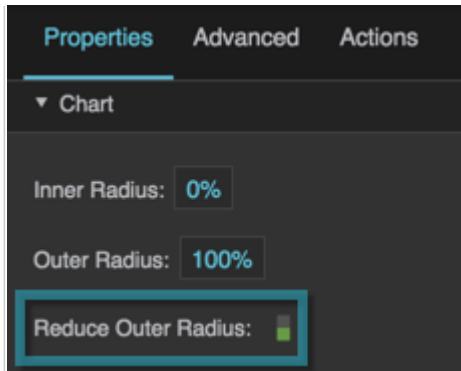 Properties Advanced Actions
Chart
Inner Radius: 0%
Outer Radius: 100%
Reduce Outer Radius: